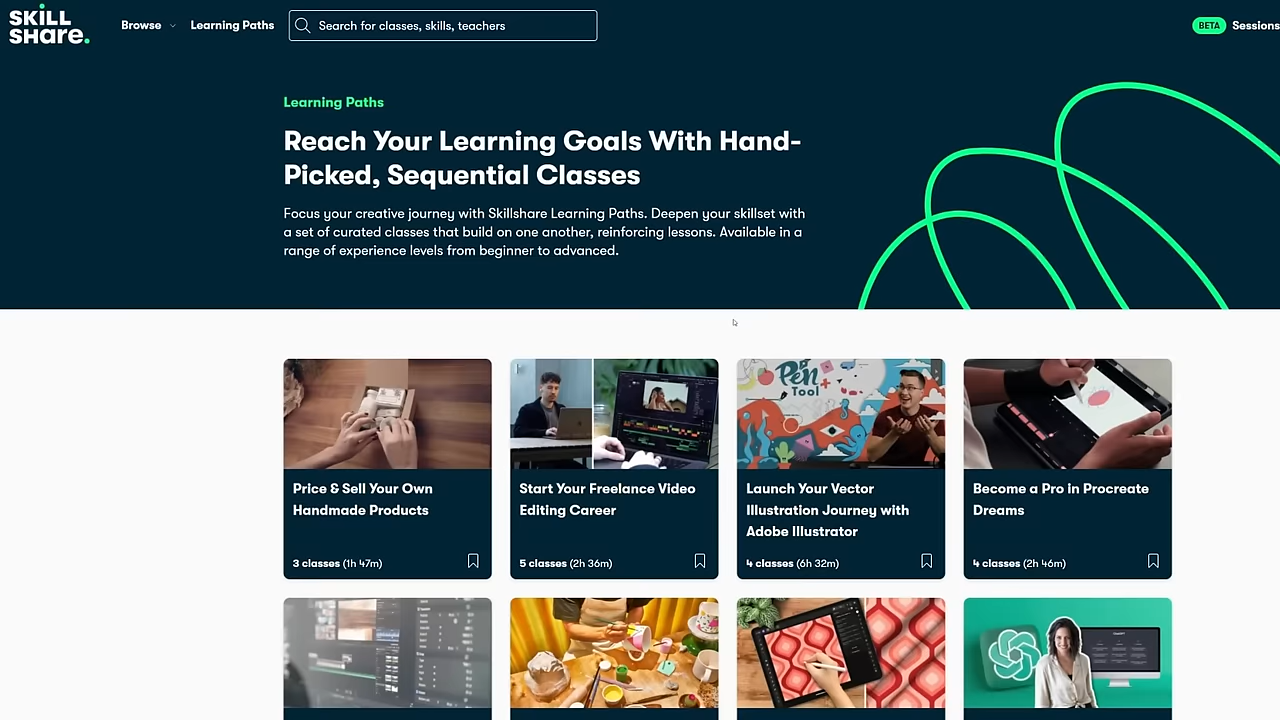 SKILL
SHare.
Browse
Learning Paths
Search for classes, skills, teachers
BETA
Sessions
Learning Paths
Reach Your Learning Goals With Hand-
Picked, Sequential Classes
Focus your creative journey with Skillshare Learning Paths. Deepen your skillset with
a set of curated classes that build on one another, reinforcing lessons. Available in a
range of experience levels from beginner to advanced.
Pen
Tool
Price & Sell Your Own
Handmade Products
3 classes (1h 47m)
Start Your Freelance Video
Editing Career
5 classes (2h 36m)
Launch Your Vector
Illustration Journey with
Adobe Illustrator
4 classes (6h 32m)
Become a Pro in Procreate
Dreams
4 classes (2h 46m)